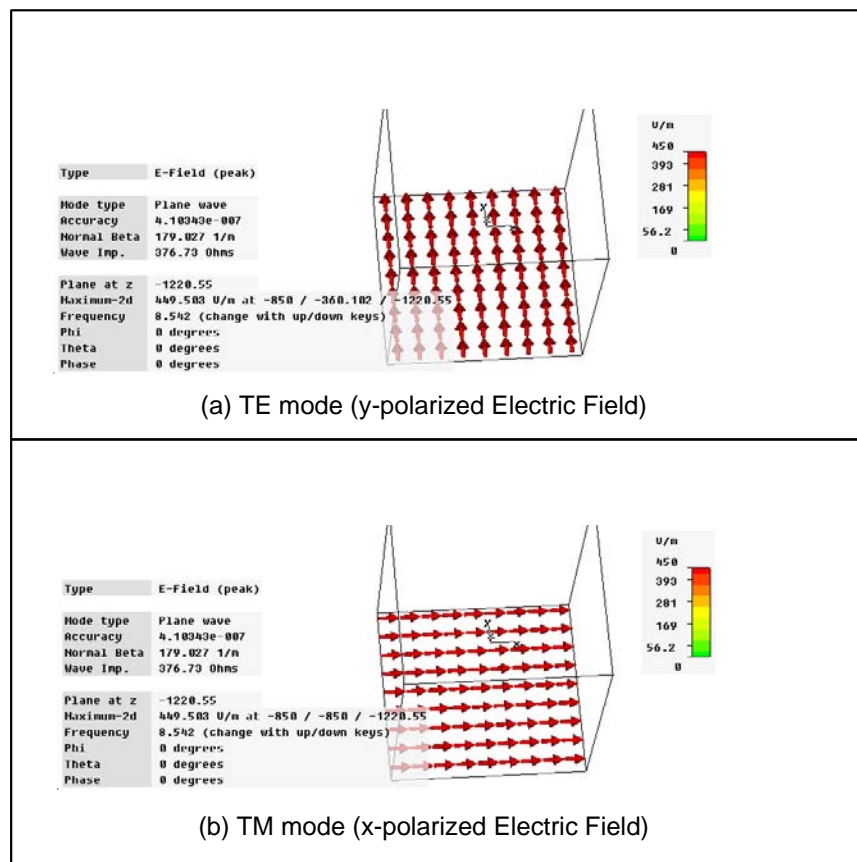 V/m
450
393
281
169
56.2
0
Type E-Field (peak)
Mode type Plane wave
Accuracy 4.10343e-007
Normal Beta 179.027 1/m
Wave Imp. 376.73 Ohms
Plane at z -1220.55
Maximum-2d 449.503 V/m at -850 / -360.102 / -1220.55
Frequency 8.542 (change with up/down keys)
Phi 0 degrees
Theta 0 degrees
Phase 0 degrees
(a) TE mode (y-polarized Electric Field)
V/m
450
393
281
169
56.2
0
Type E-Field (peak)
Mode type Plane wave
Accuracy 4.10343e-007
Normal Beta 179.027 1/m
Wave Imp. 376.73 Ohms
Plane at z -1220.55
Maximum-2d 449.503 V/m at -850 / -850 / -1220.55
Frequency 8.542 (change with up/down keys)
Phi 0 degrees
Theta 0 degrees
Phase 0 degrees
(b) TM mode (x-polarized Electric Field)